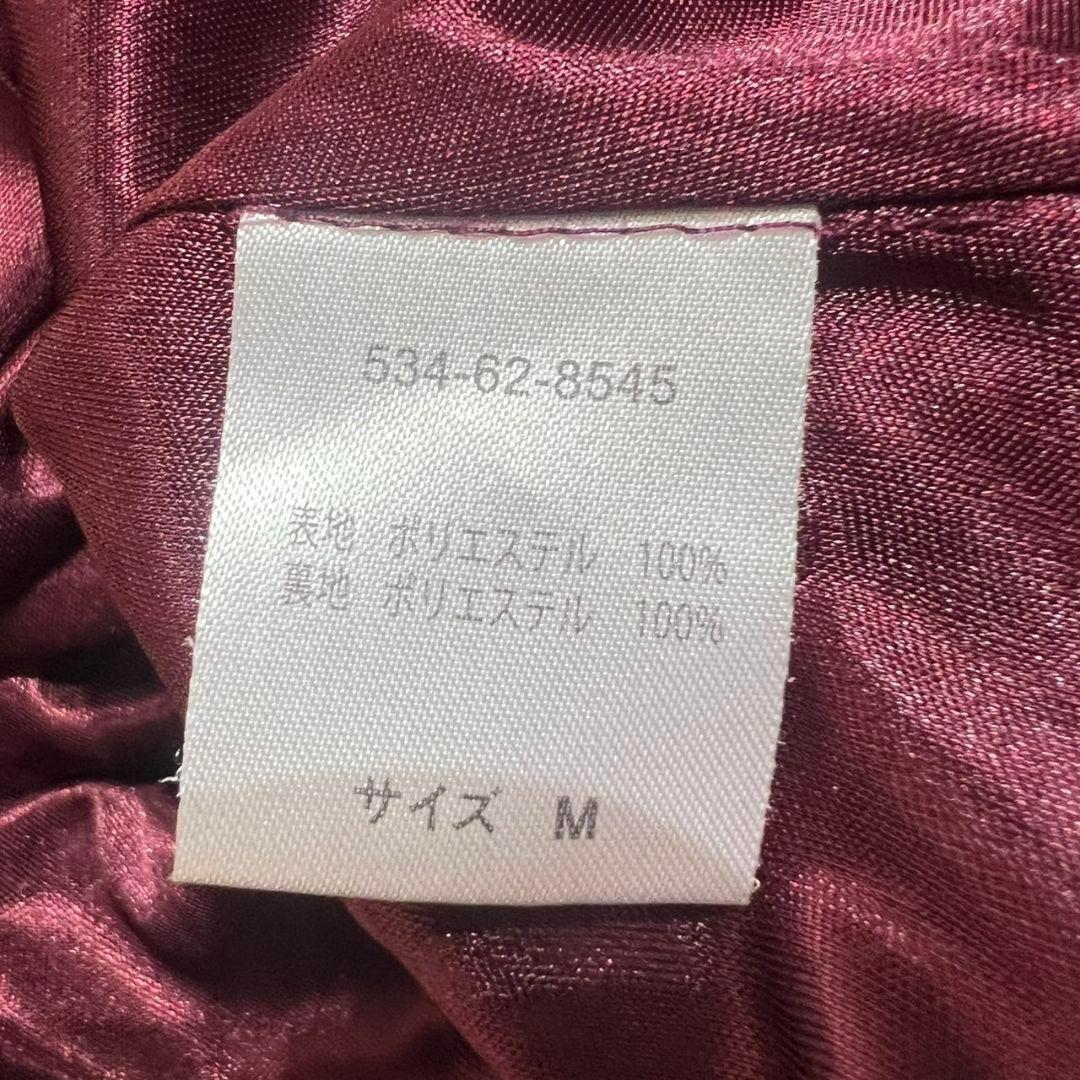 534-62-8545
表地 ポリエステル 100%
裏地 ポリエステル 100%
サイズ M